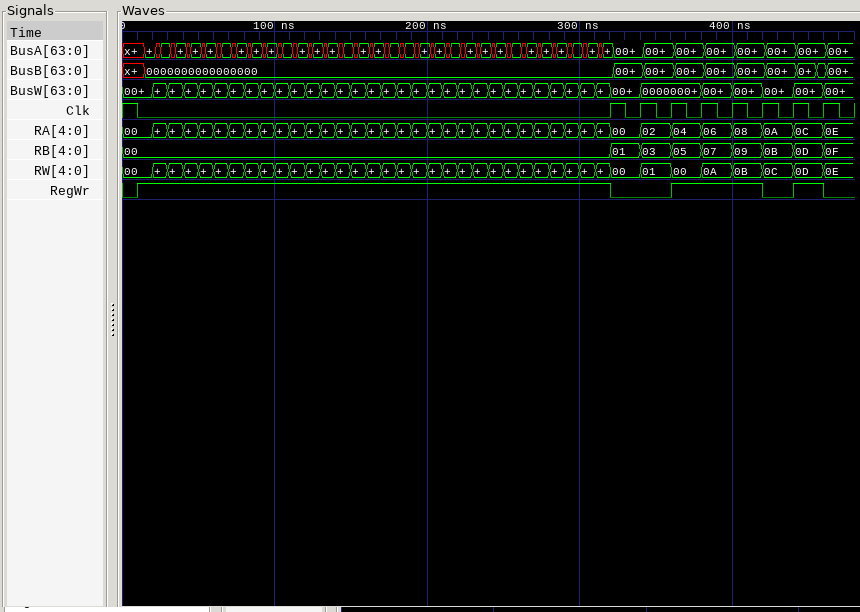 Signals Waves
Time 0 100 ns 200 ns 300 ns 400 ns
BusA[63:0] x+ + + + + + + + + + + + + + + + + + + + + + + + + + + + + + + 00+ 00+ 00+ 00+ 00+ 00+ 00+ 00+
BusB[63:0] x+ 0000000000000000 00+ 00+ 00+ 00+ 00+ 00+ 0+ 00+
BusW[63:0] 00+ + + + + + + + + + + + + + + + + + + + + + + + + + + + + + + 00+ 0000000+ 00+ 00+ 00+ 00+ 00+
Clk
RA[4:0] 00 + + + + + + + + + + + + + + + + + + + + + + + + + + + + + + 00 02 04 06 08 0A 0C 0E
RB[4:0] 00 01 03 05 07 09 0B 0D 0F
RW[4:0] 00 + + + + + + + + + + + + + + + + + + + + + + + + + + + + + + 00 01 00 0A 0B 0C 0D 0E
RegWr